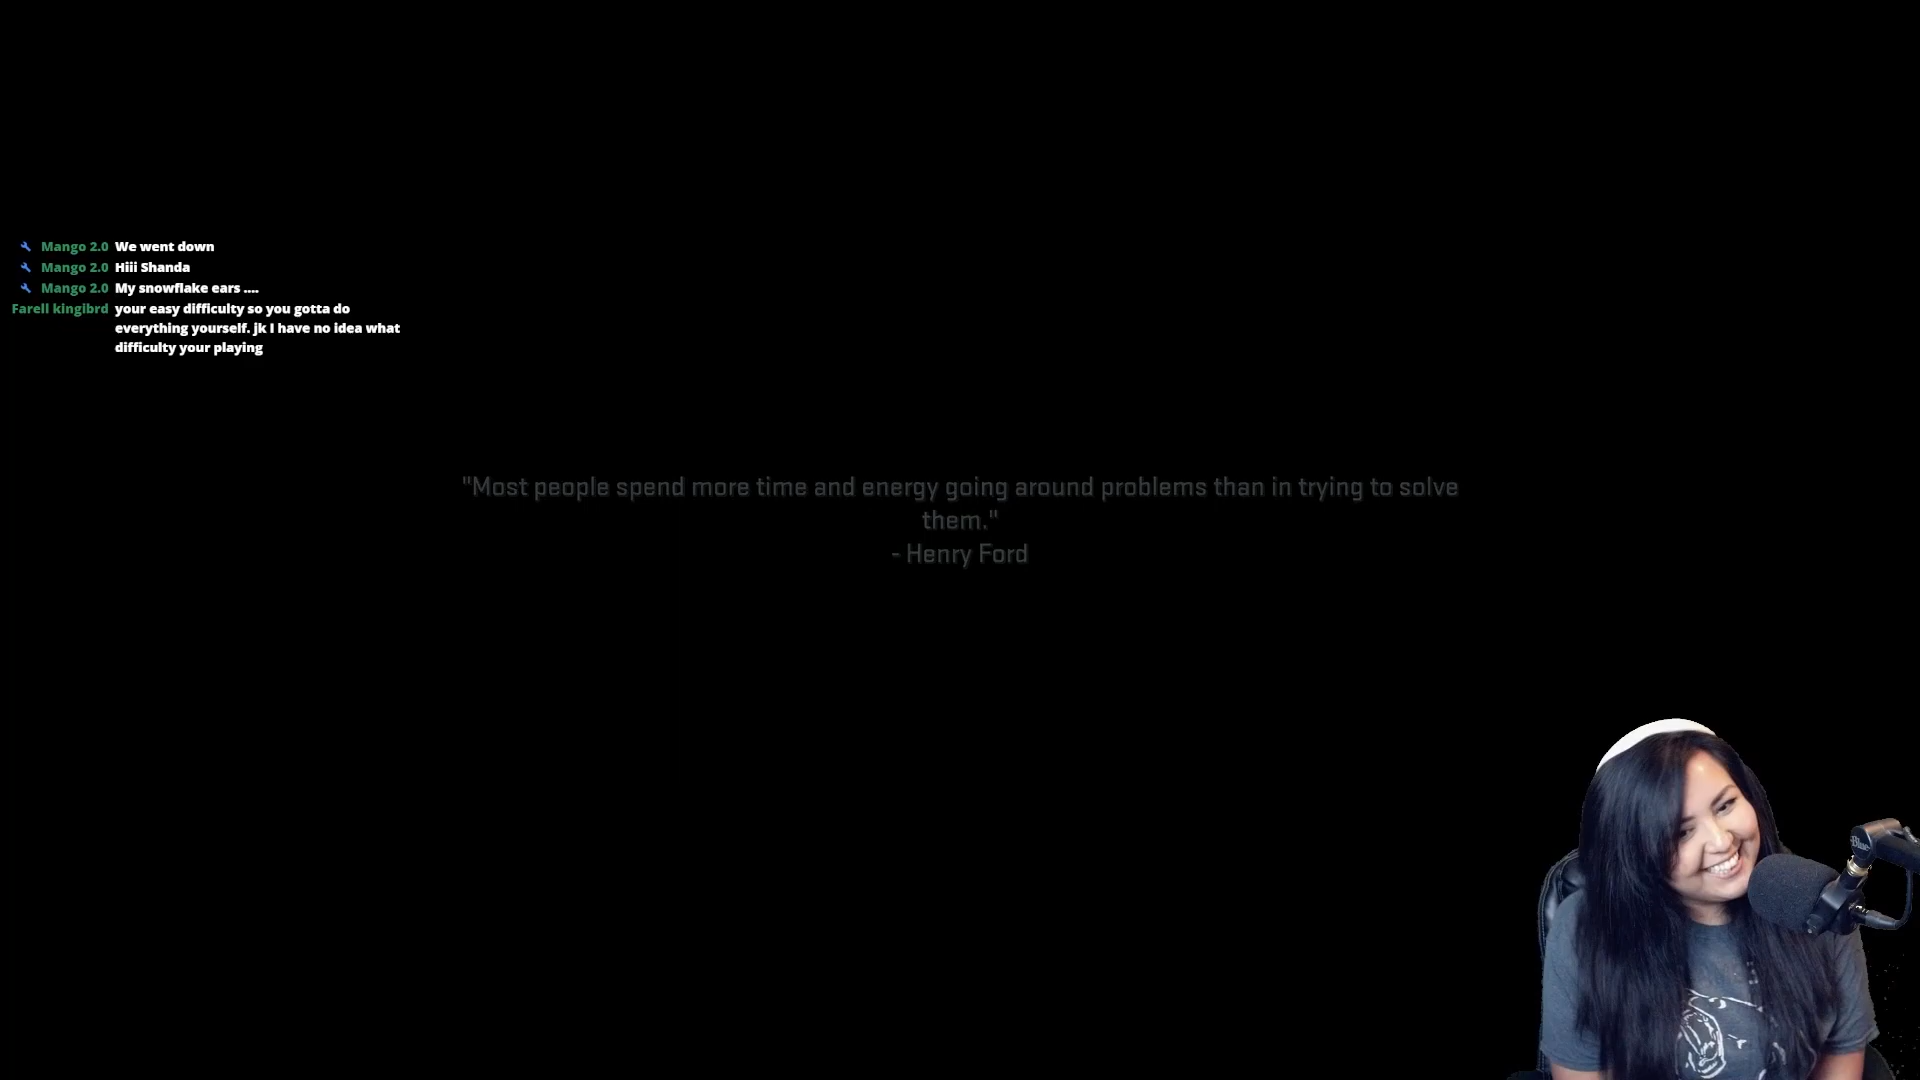 Mango 2.0 We went down
Mango 2.0 Hiii Shanda
Mango 2.0 My snowflake ears ....
Farell kingibrd your easy difficulty so you gotta do
everything yourself. jk I have no idea what
difficulty your playing
"Most people spend more time and energy going around problems than in trying to solve
them."
- Henry Ford
Blue